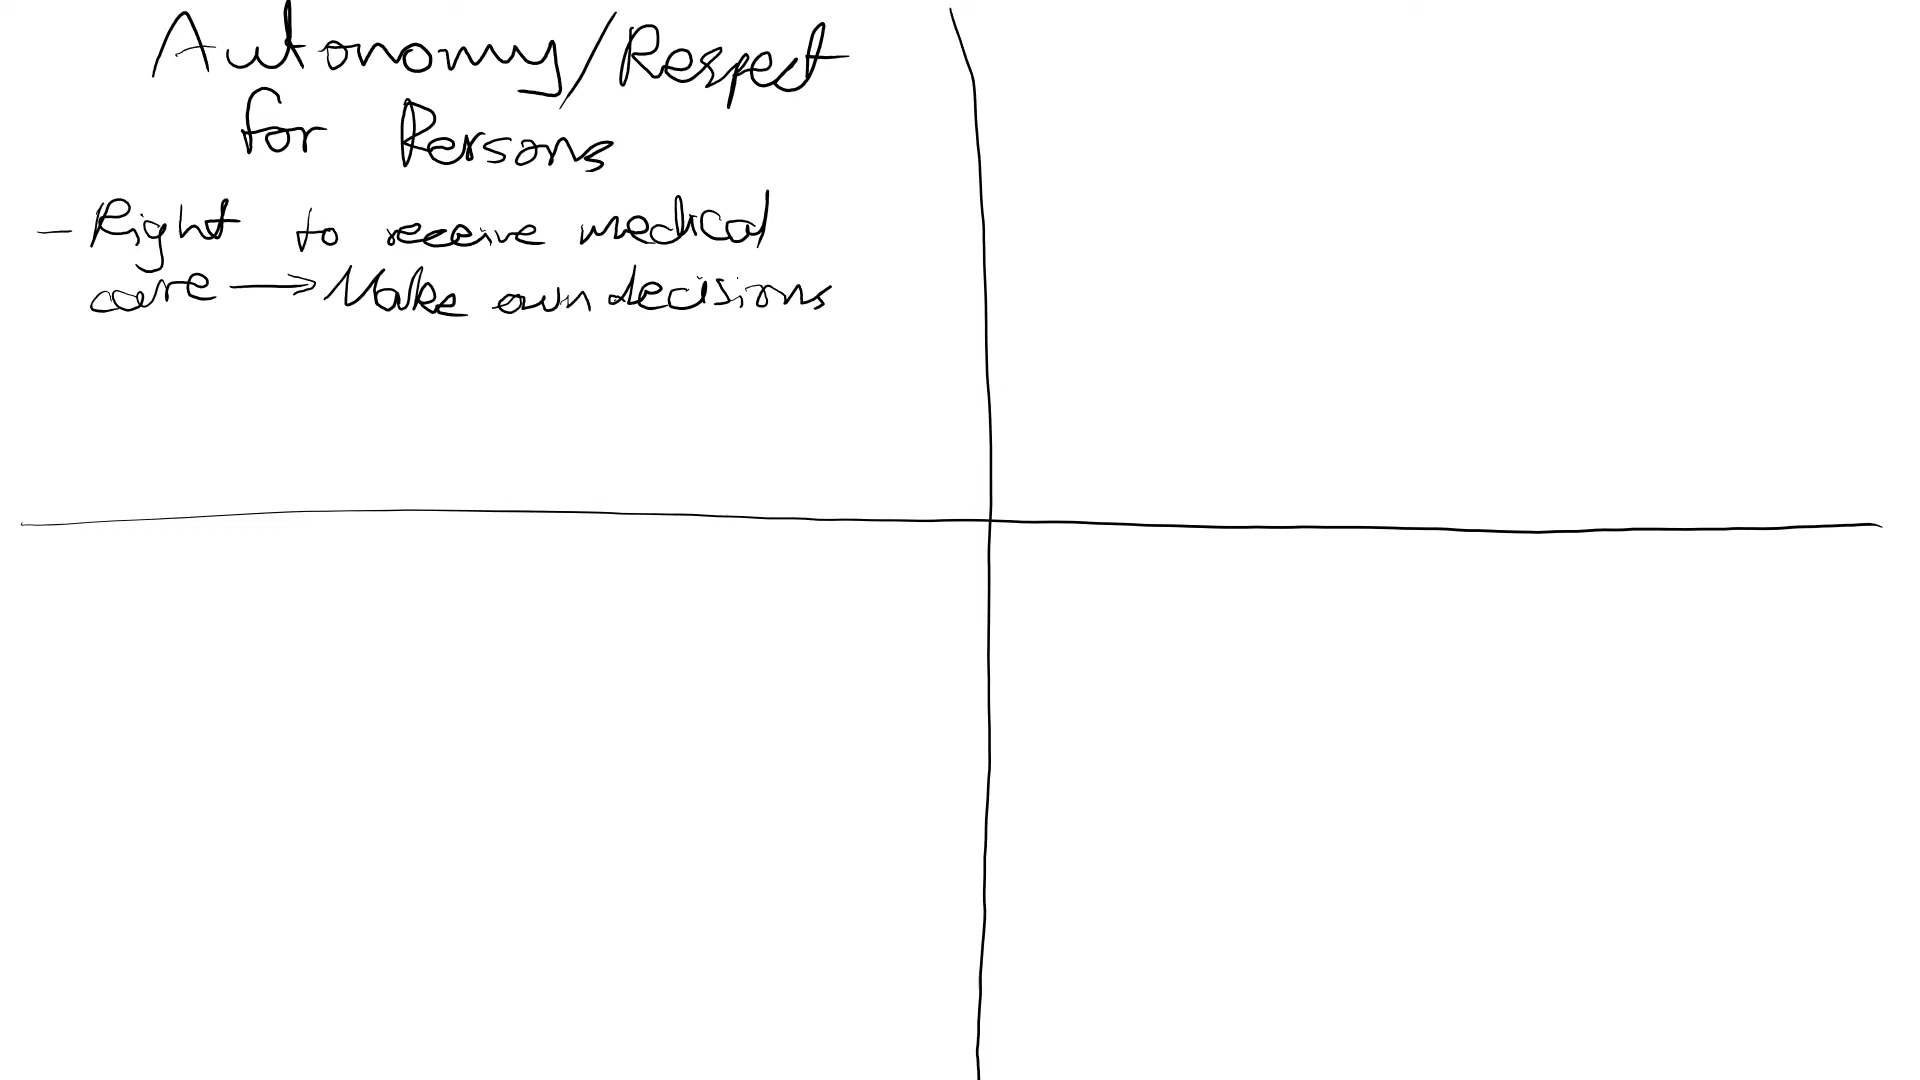 Autonomy/Respect
for Persons
- Right to receive medical
care → Make own decisions